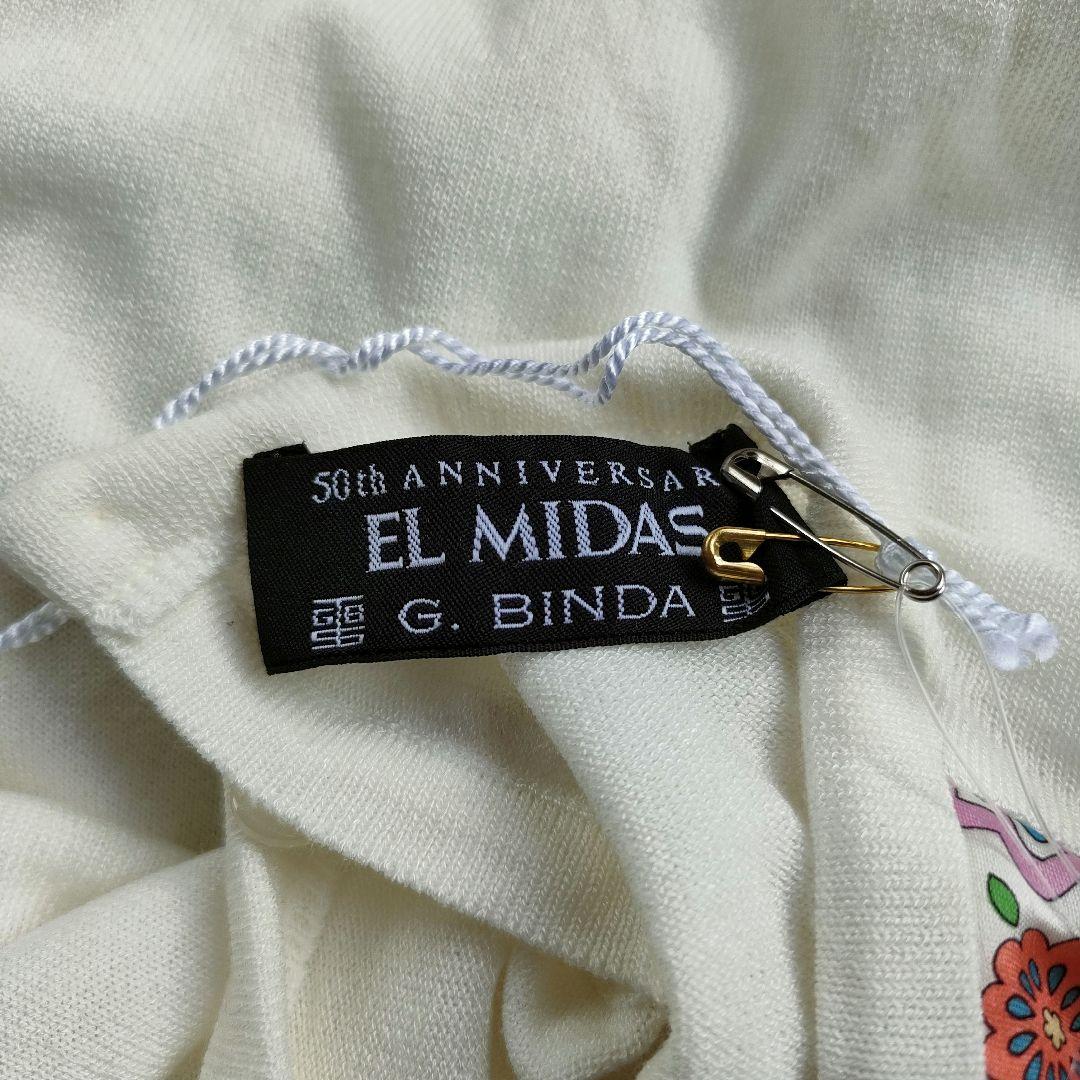 50th ANNIVERSAR
EL MIDAS
G. BINDA